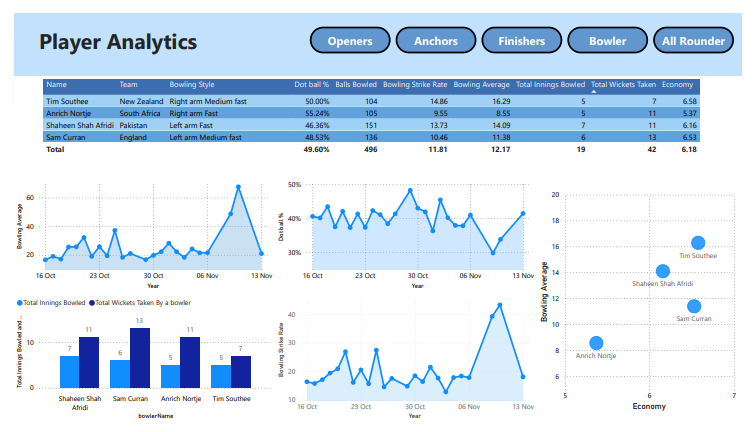 Player Analytics
Openers Anchors Finishers Bowler All Rounder
Name Team Bowling Style Dot ball % Balls Bowled Bowling Strike Rate Bowling Average Total Innings Bowled Total Wickets Taken Economy
Tim Southee New Zealand Right arm Medium fast 50.00% 104 14.86 16.29 5 7 6.58
Anrich Nortje South Africa Right arm Fast 55.24% 105 9.55 8.55 5 11 5.37
Shaheen Shah Afridi Pakistan Left arm Fast 46.36% 151 13.73 14.09 7 11 6.16
Sam Curran England Left arm Medium fast 48.53% 136 10.46 11.38 6 13 6.53
Total 49.60% 496 11.81 12.17 19 42 6.18
Bowling Average
60
40
20
16 Oct 23 Oct 30 Oct 06 Nov 13 Nov
Year
Dot ball %
50%
40%
30%
16 Oct 23 Oct 30 Oct 06 Nov 13 Nov
Year
Total Innings Bowled Total Wickets Taken By a bowler
Total Innings Bowled and ...
10
0
7 11 6 13 5 11 5 7
Shaheen Shah Afridi Sam Curran Anrich Nortje Tim Southee
bowlerName
Bowling Strike Rate
40
30
20
10
16 Oct 23 Oct 30 Oct 06 Nov 13 Nov
Year
Bowling Average
20
18
16
14
12
10
8
6
Tim Southee
Shaheen Shah Afridi
Sam Curran
Anrich Nortje
5 6 7
Economy